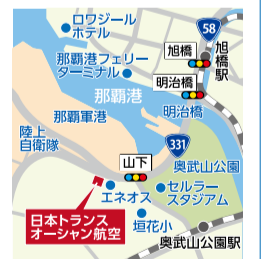 ロワジール
ホテル
58
旭橋
旭橋駅
那覇港フェリー
ターミナル
明治橋
那覇港
明治橋
那覇軍港
陸上
自衛隊
331
山下
奥武山公園
エネオス
セルラー
スタジアム
日本トランス
オーシャン航空
垣花小
奥武山公園駅